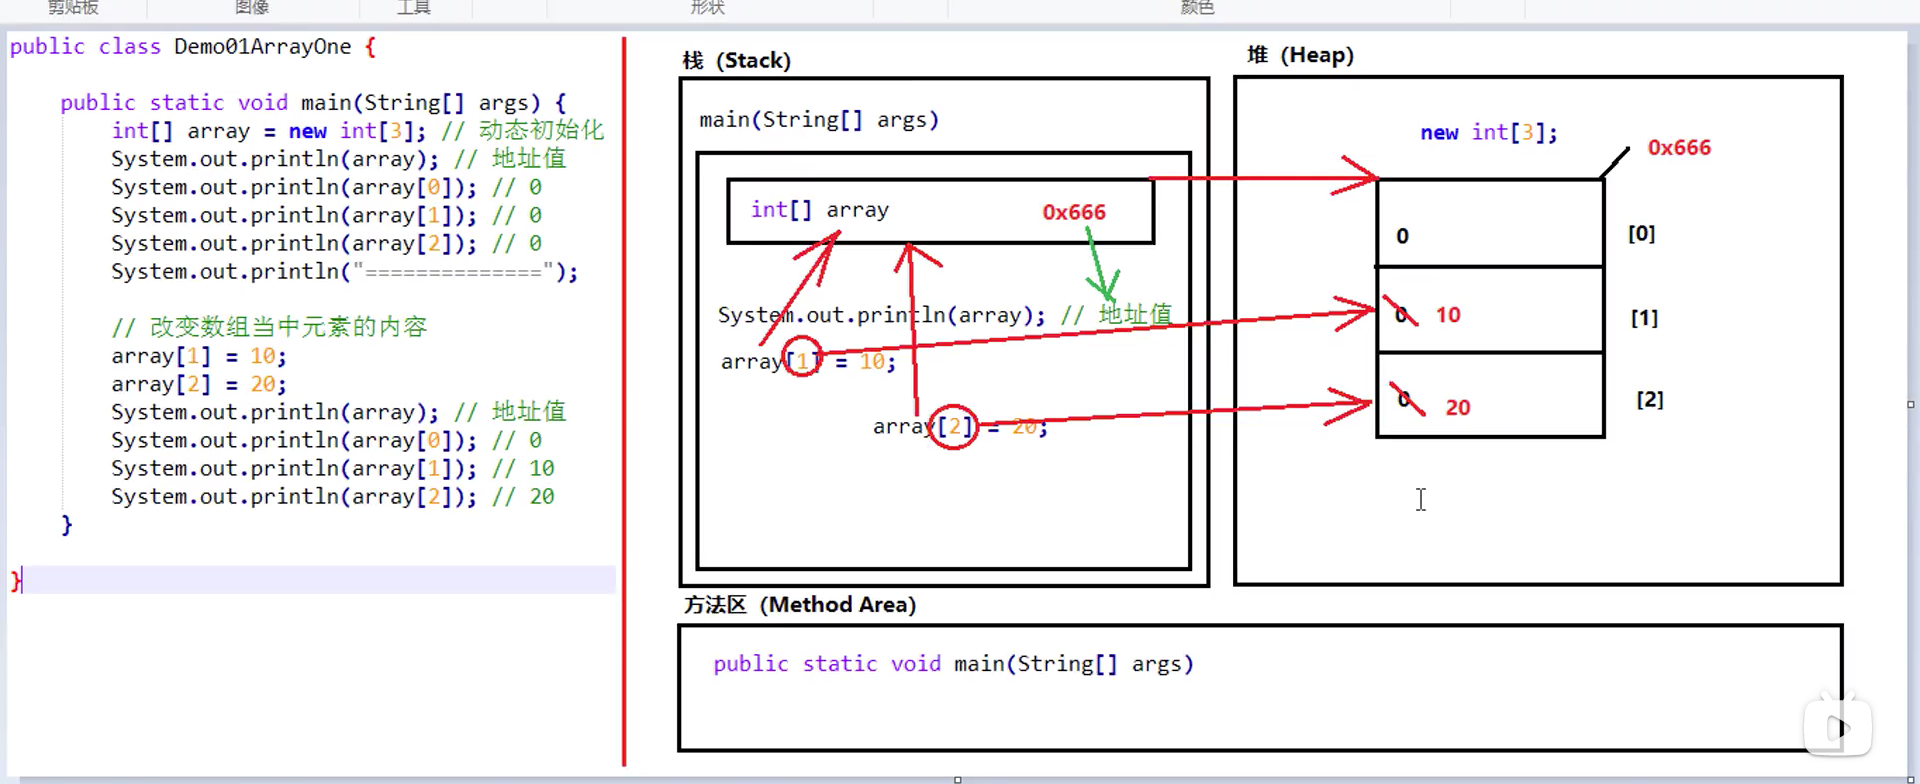 剪贴板
图像
工具
形状
颜色
public class Demo01ArrayOne {
public static void main(String[] args) {
int[] array = new int[3]; // 动态初始化
System.out.println(array); // 地址值
System.out.println(array[0]); // 0
System.out.println(array[1]); // 0
System.out.println(array[2]); // 0
System.out.println("==============");
// 改变数组当中元素的内容
array[1] = 10;
array[2] = 20;
System.out.println(array); // 地址值
System.out.println(array[0]); // 0
System.out.println(array[1]); // 10
System.out.println(array[2]); // 20
}
}
栈（Stack）
main(String[] args)
int[] array
0x666
System.out.println(array); // 地址值
array[1] = 10;
array[2] = 20;
堆（Heap）
new int[3];
0x666
0
[0]
0
10
[1]
0
20
[2]
方法区（Method Area）
public static void main(String[] args)